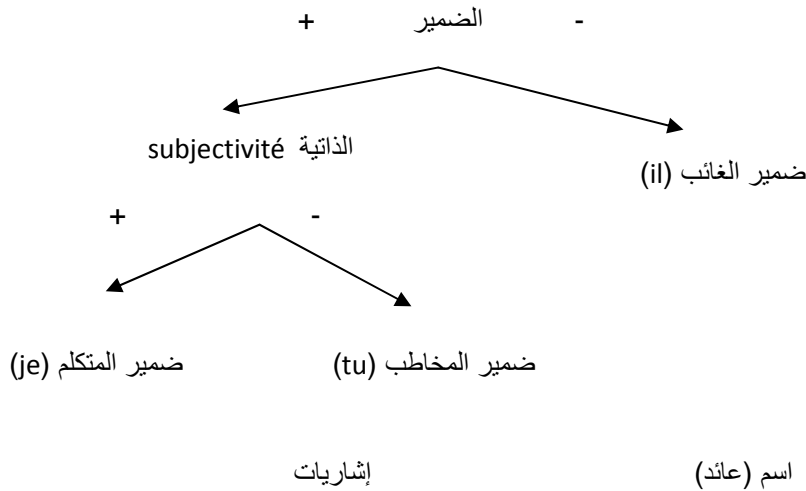 - الضمير +
الذاتية subjectivité
ضمير الغائب (il)
+ -
ضمير المتكلم (je) ضمير المخاطب (tu)
اسم (عائد) إشاريات